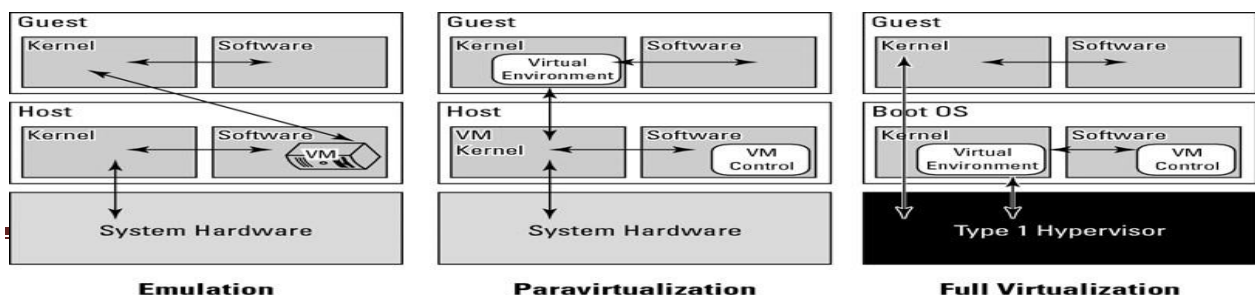 Guest
Kernel
Software
Host
Kernel
Software
VM
System Hardware
Emulation
Guest
Kernel
Software
Virtual
Environment
Host
VM
Kernel
Software
VM
Control
System Hardware
Paravirtualization
Guest
Kernel
Software
Boot OS
Kernel
Software
Virtual
Environment
VM
Control
Type 1 Hypervisor
Full Virtualization